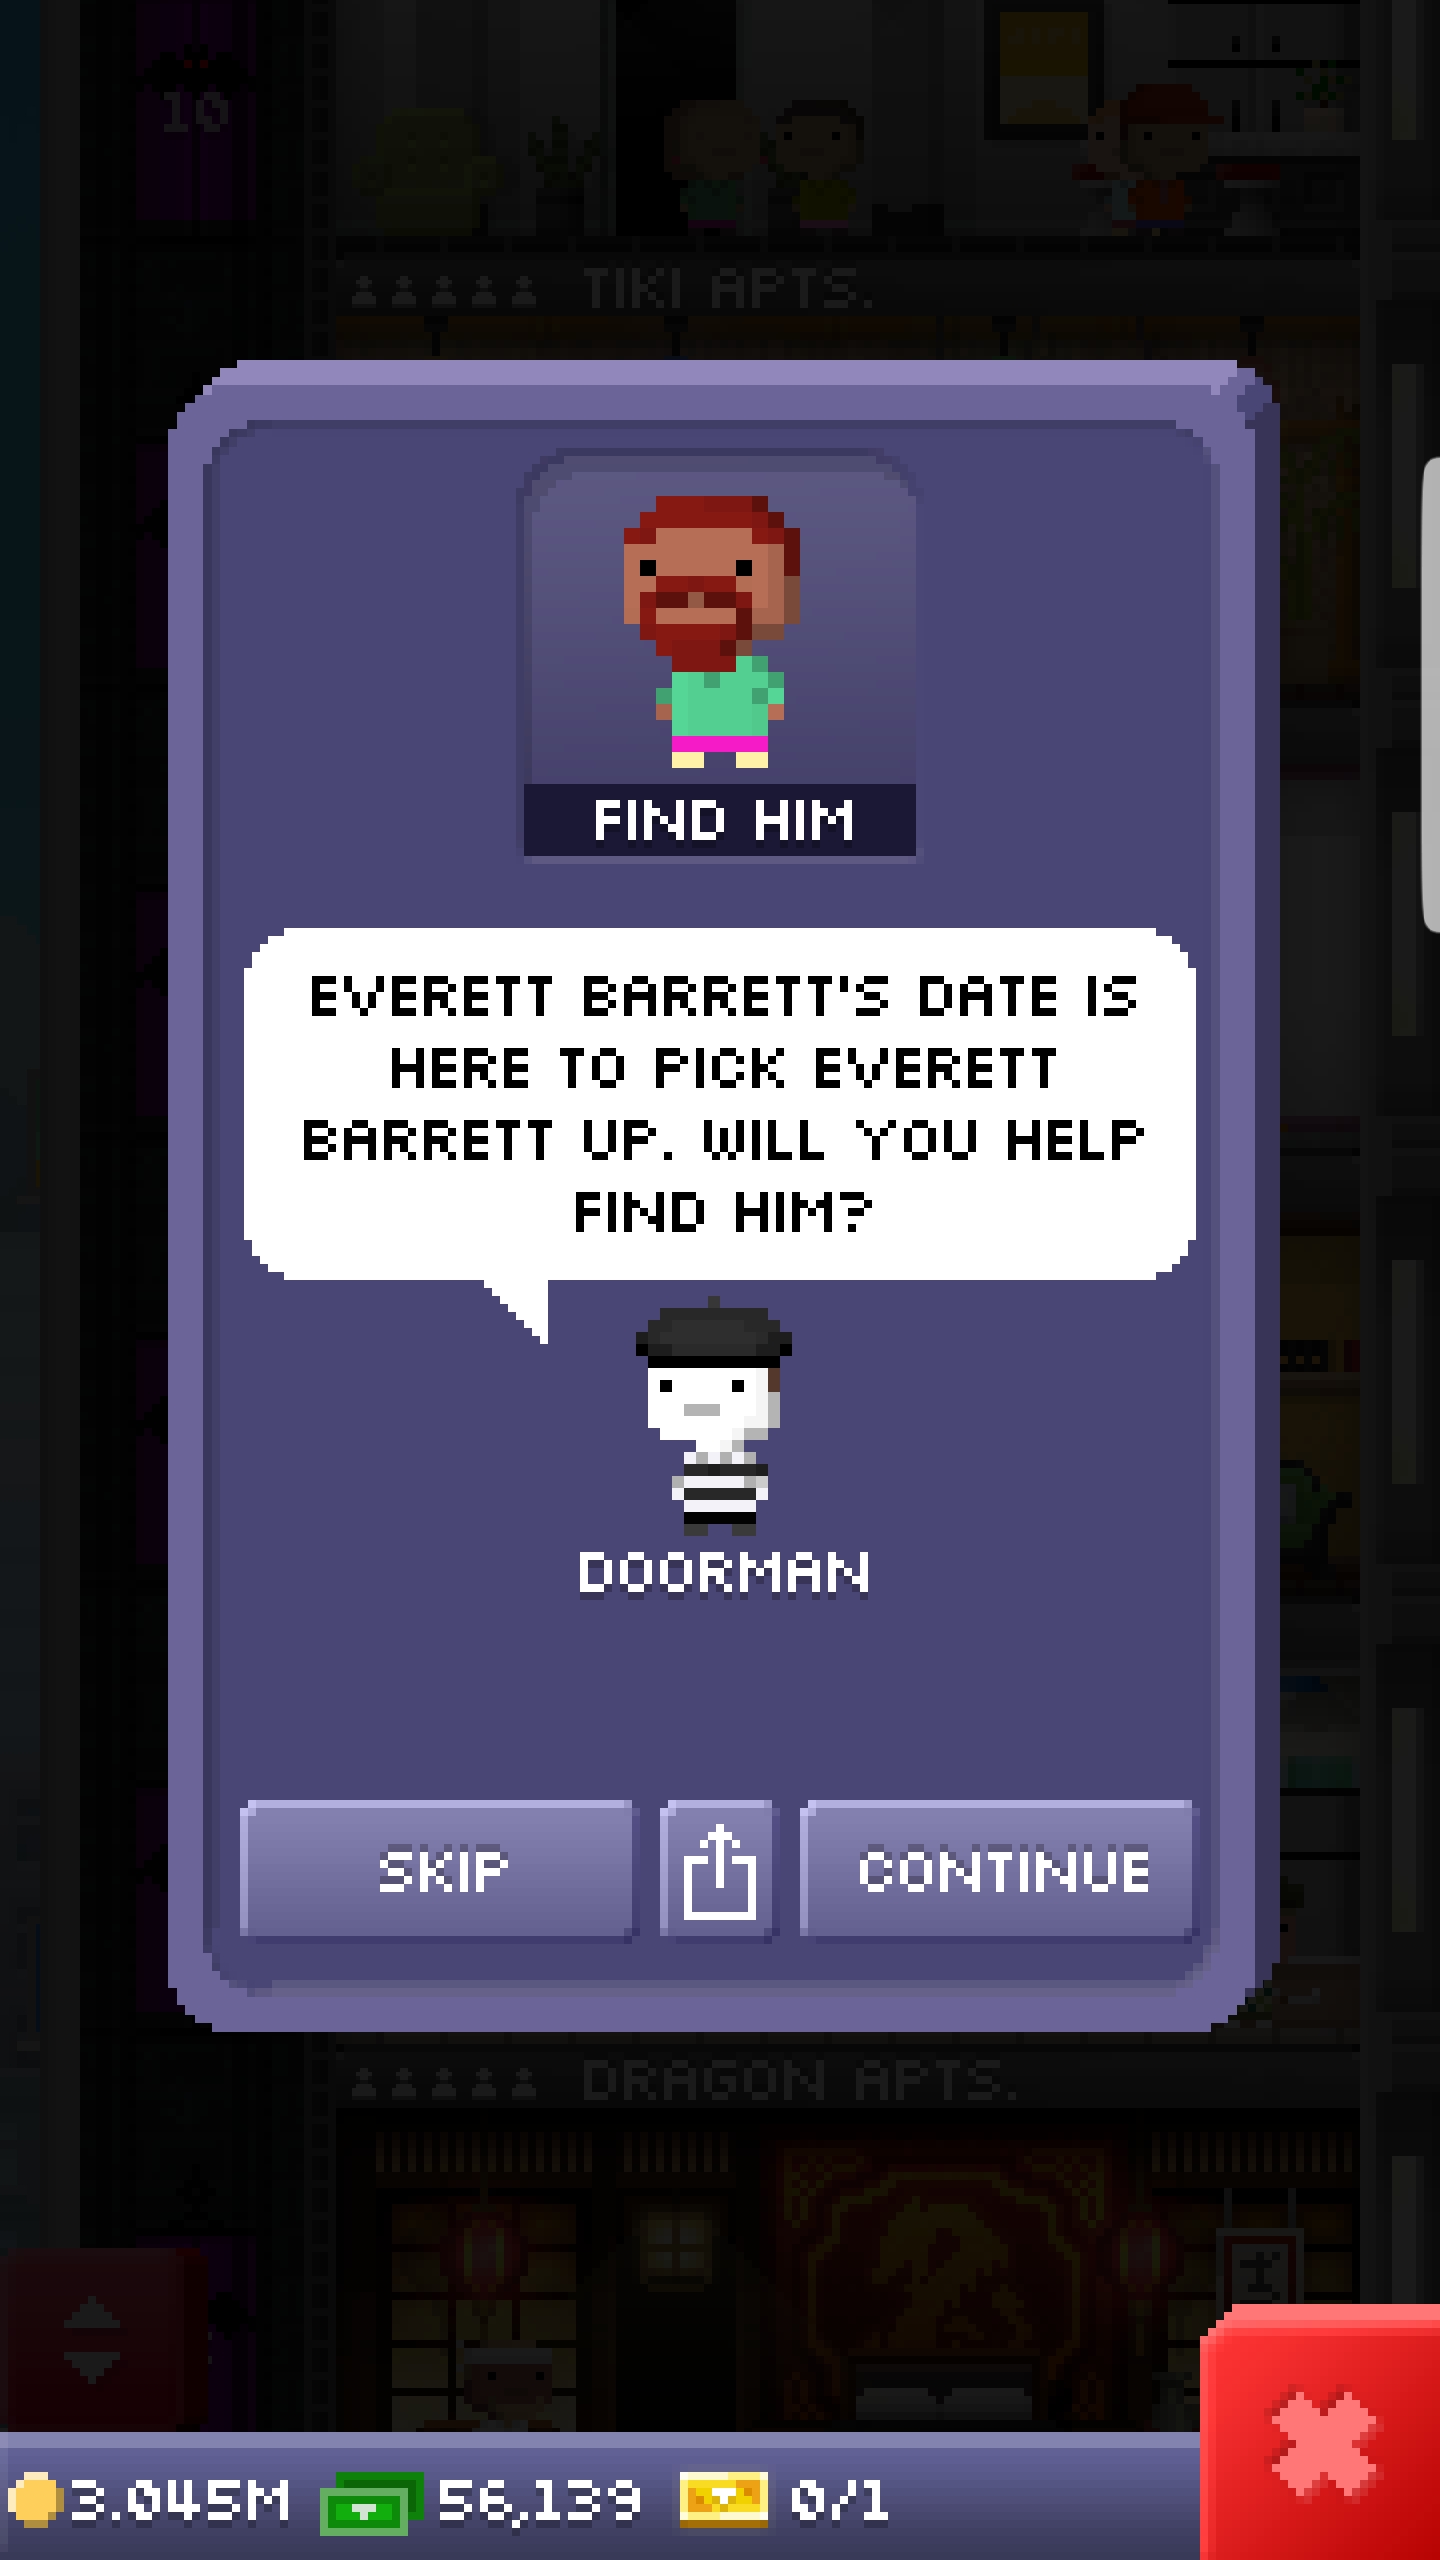 10
TIKI APTS.
FIND HIM
EVERETT BARRETT'S DATE IS
HERE TO PICK EVERETT
BARRETT UP. WILL YOU HELP
FIND HIM?
DOORMAN
SKIP
CONTINUE
DRAGON APTS.
3.045M 56,139 0/1